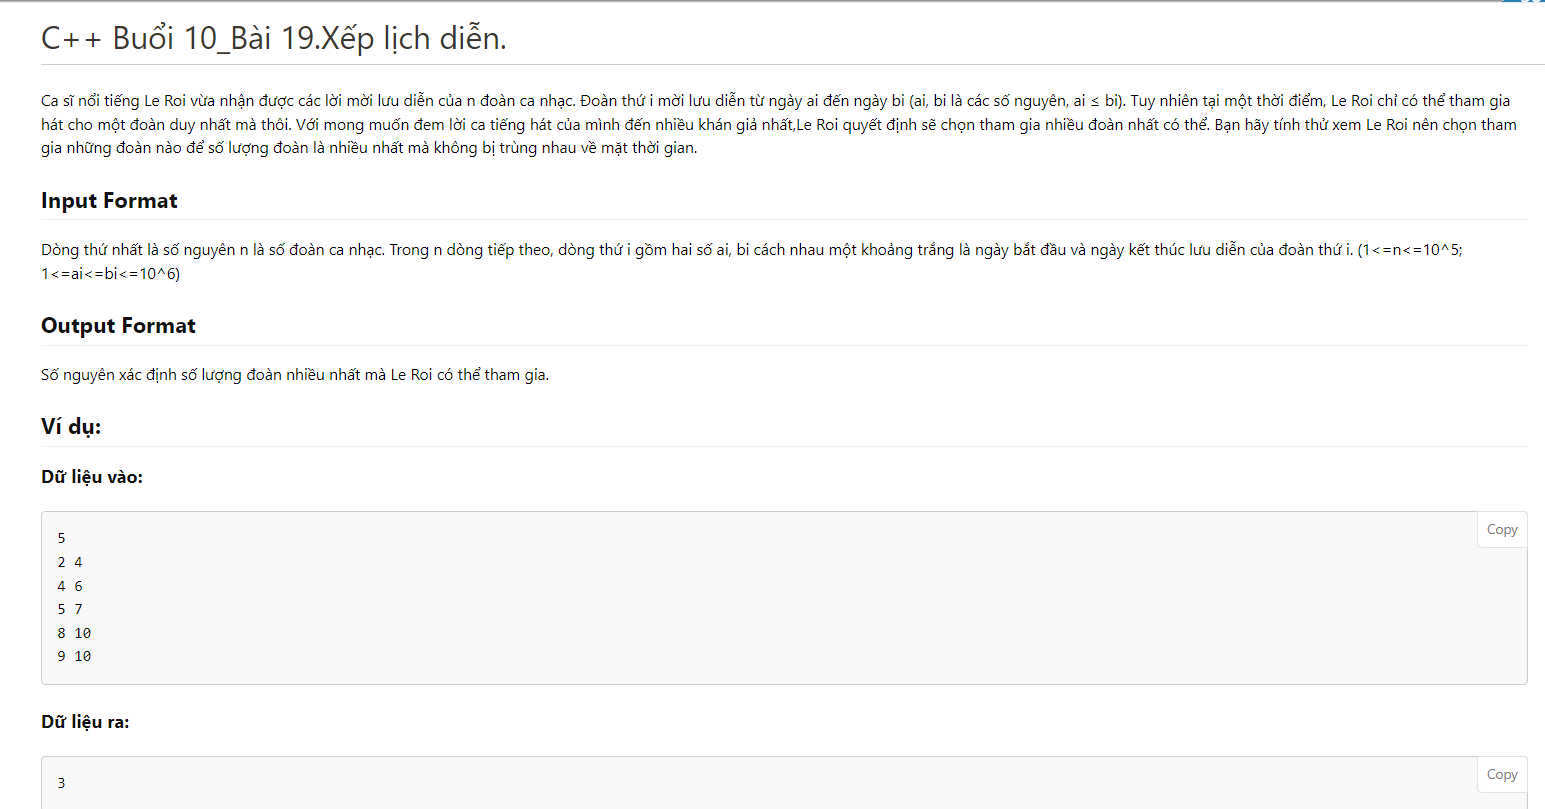 C++ Buổi 10_Bài 19.Xếp lịch diễn.
Ca sĩ nổi tiếng Le Roi vừa nhận được các lời mời lưu diễn của n đoàn ca nhạc. Đoàn thứ i mời lưu diễn từ ngày ai đến ngày bi (ai, bi là các số nguyên, ai ≤ bi). Tuy nhiên tại một thời điểm, Le Roi chỉ có thể tham gia
hát cho một đoàn duy nhất mà thôi. Với mong muốn đem lời ca tiếng hát của mình đến nhiều khán giả nhất,Le Roi quyết định sẽ chọn tham gia nhiều đoàn nhất có thể. Bạn hãy tính thử xem Le Roi nên chọn tham
gia những đoàn nào để số lượng đoàn là nhiều nhất mà không bị trùng nhau về mặt thời gian.
Input Format
Dòng thứ nhất là số nguyên n là số đoàn ca nhạc. Trong n dòng tiếp theo, dòng thứ i gồm hai số ai, bi cách nhau một khoảng trắng là ngày bắt đầu và ngày kết thúc lưu diễn của đoàn thứ i. (1<=n<=10^5;
1<=ai<=bi<=10^6)
Output Format
Số nguyên xác định số lượng đoàn nhiều nhất mà Le Roi có thể tham gia.
Ví dụ:
Dữ liệu vào:
Copy
5
2 4
4 6
5 7
8 10
9 10
Dữ liệu ra:
Copy
3